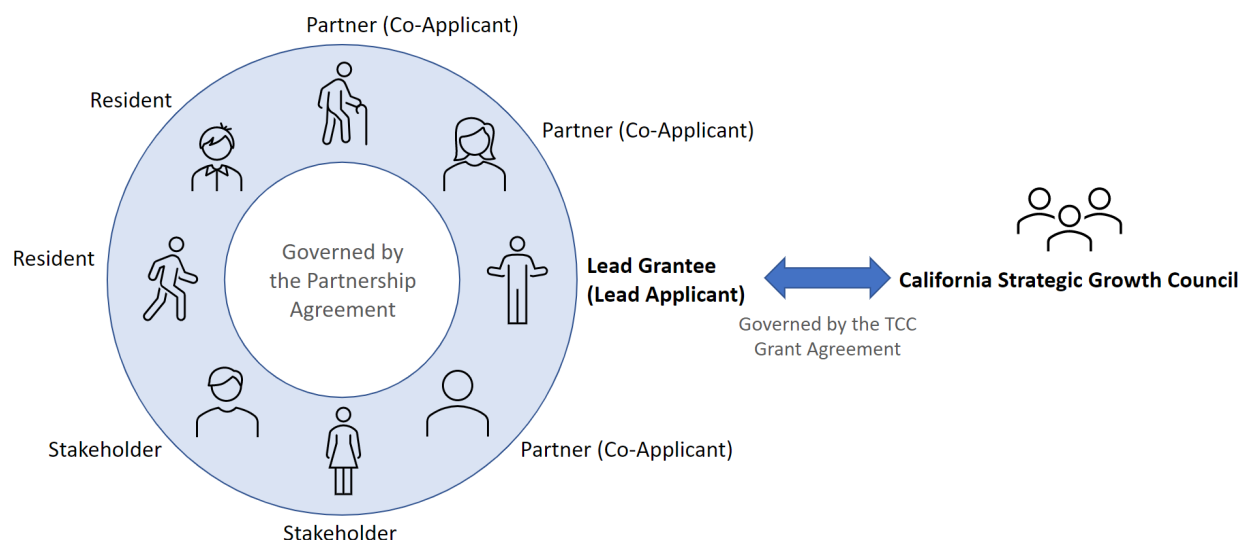 Partner (Co-Applicant)
Resident
Partner (Co-Applicant)
Resident
Governed by
the Partnership
Agreement
Lead Grantee
(Lead Applicant)
California Strategic Growth Council
Governed by the TCC
Grant Agreement
Stakeholder
Partner (Co-Applicant)
Stakeholder